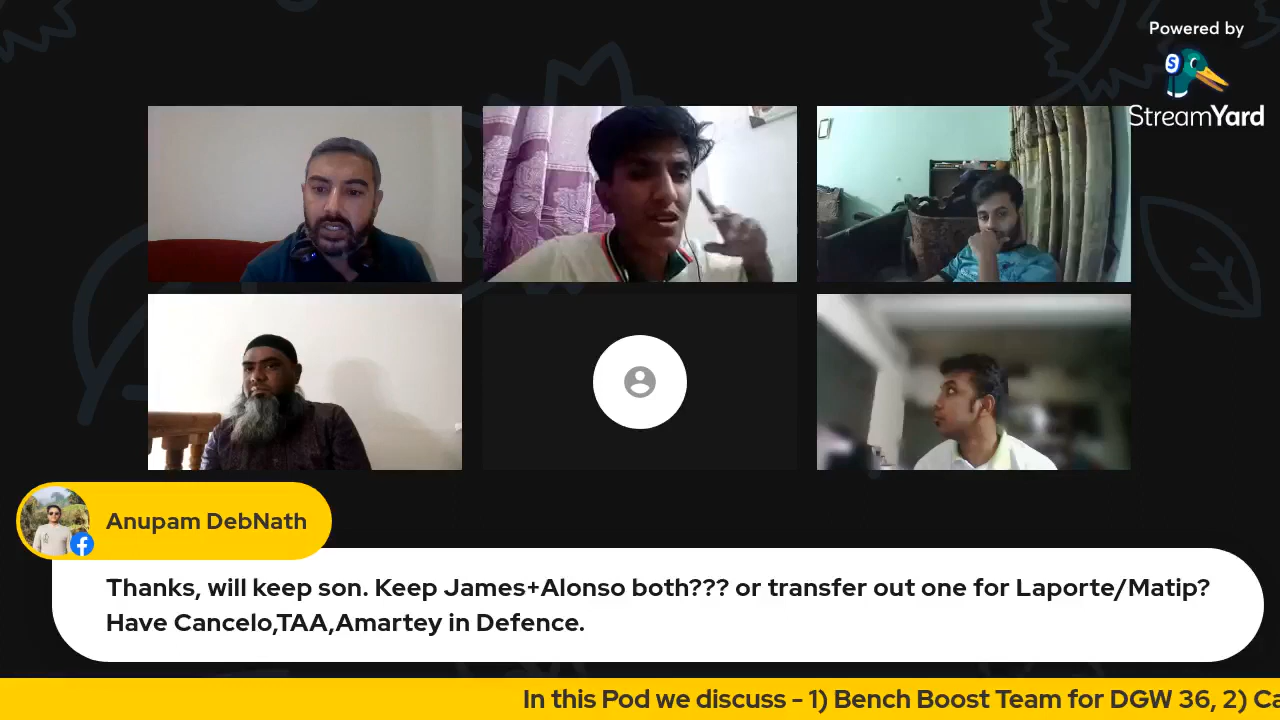 Powered by
S
StreamYard
Anupam DebNath
Thanks, will keep son. Keep James+Alonso both??? or transfer out one for Laporte/Matip?
Have Cancelo,TAA,Amartey in Defence.
In this Pod we discuss - 1) Bench Boost Team for DGW 36, 2) Ca